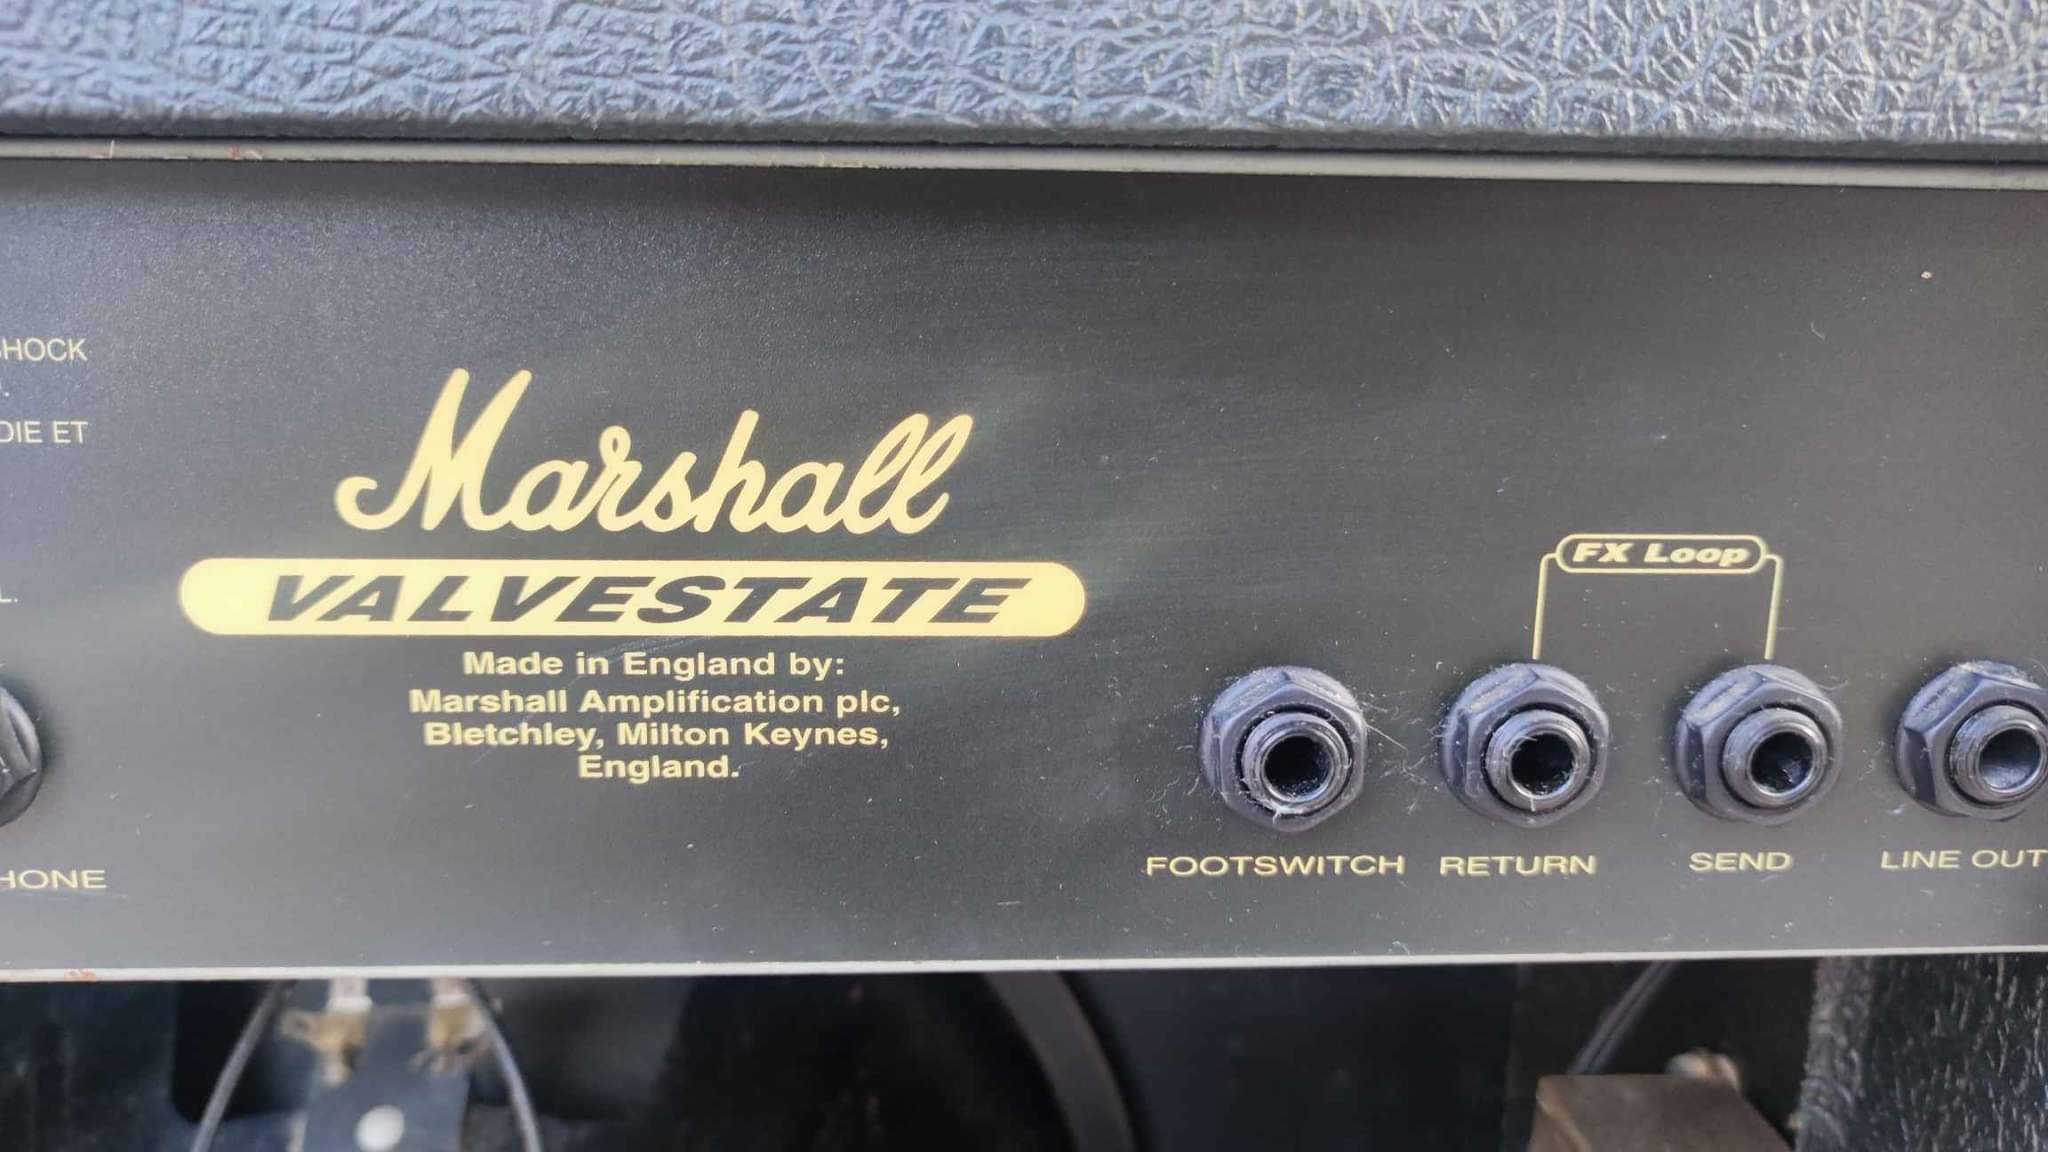 SHOCK
DIE ET
L.
Marshall
VALVESTATE
Made in England by:
Marshall Amplification plc,
Bletchley, Milton Keynes,
England.
FX Loop
HONE
FOOTSWITCH RETURN SEND LINE OUT